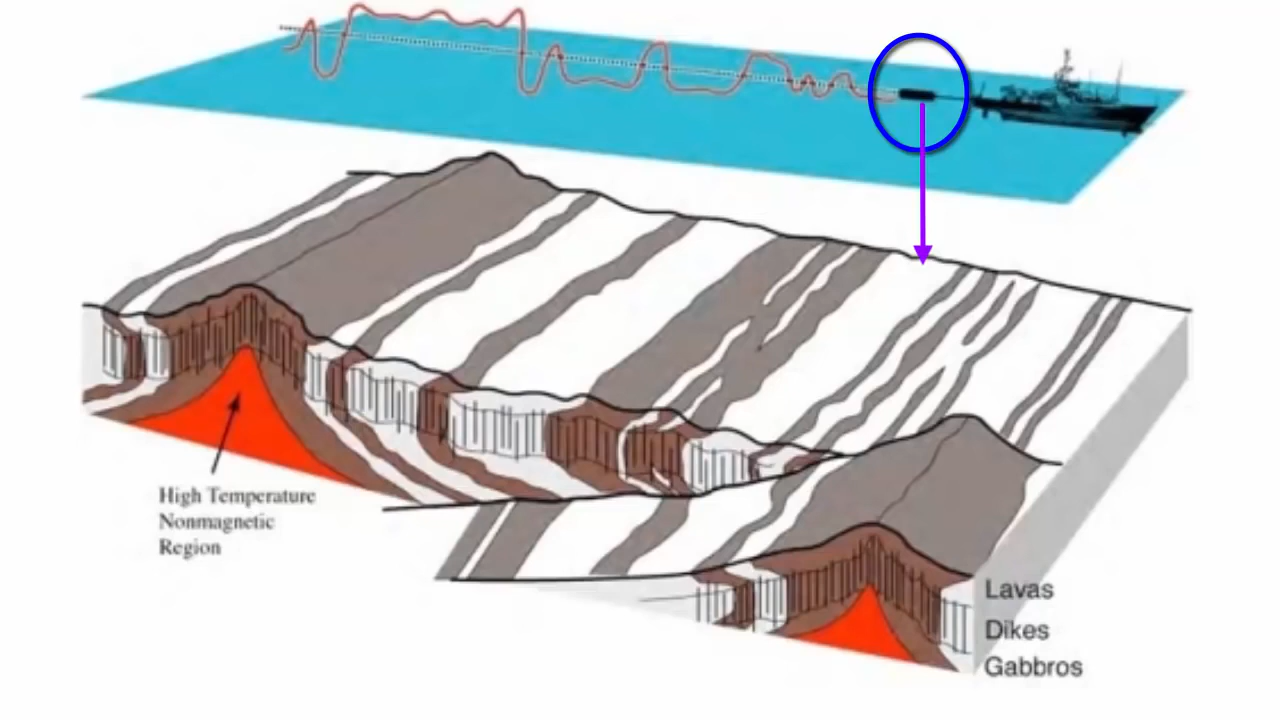 High Temperature
Nonmagnetic
Region
Lavas
Dikes
Gabbros